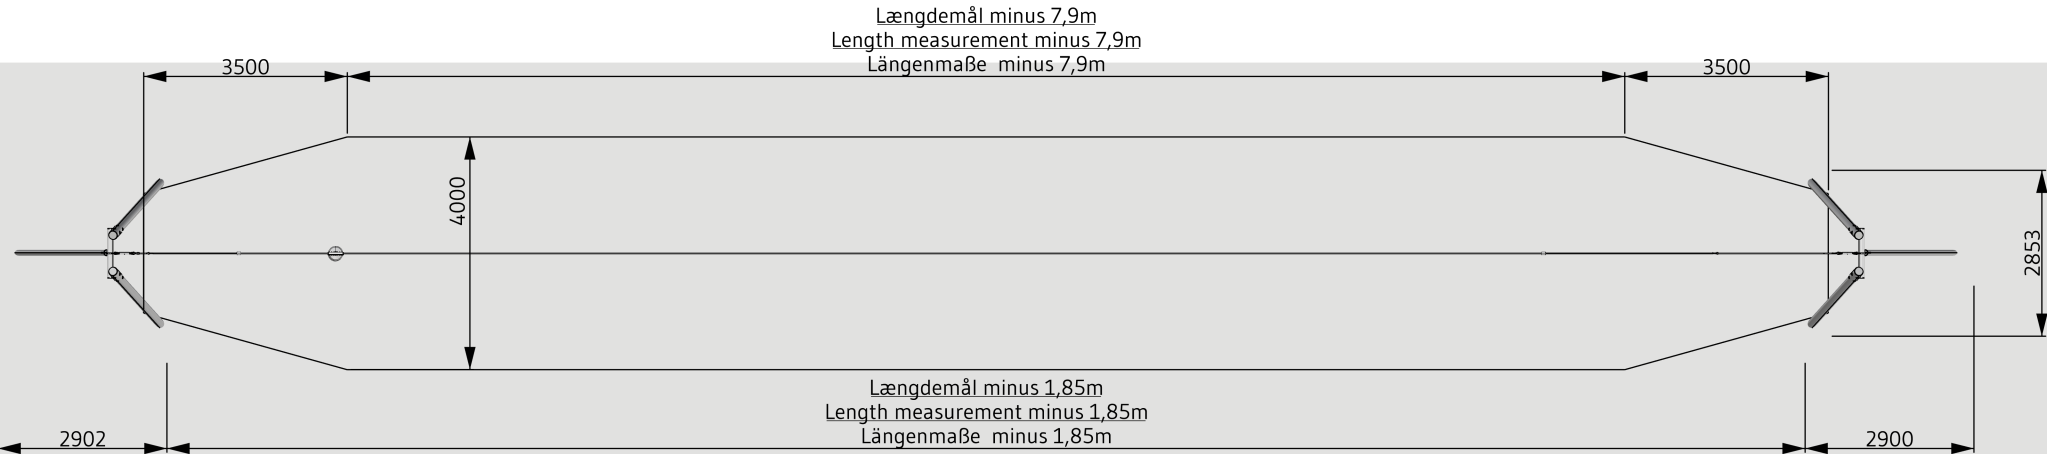 Længdemål minus 7,9m
Length measurement minus 7,9m
Längenmaße minus 7,9m
3500
3500
4000
2853
Længdemål minus 1,85m
Length measurement minus 1,85m
Längenmaße minus 1,85m
2902
2900